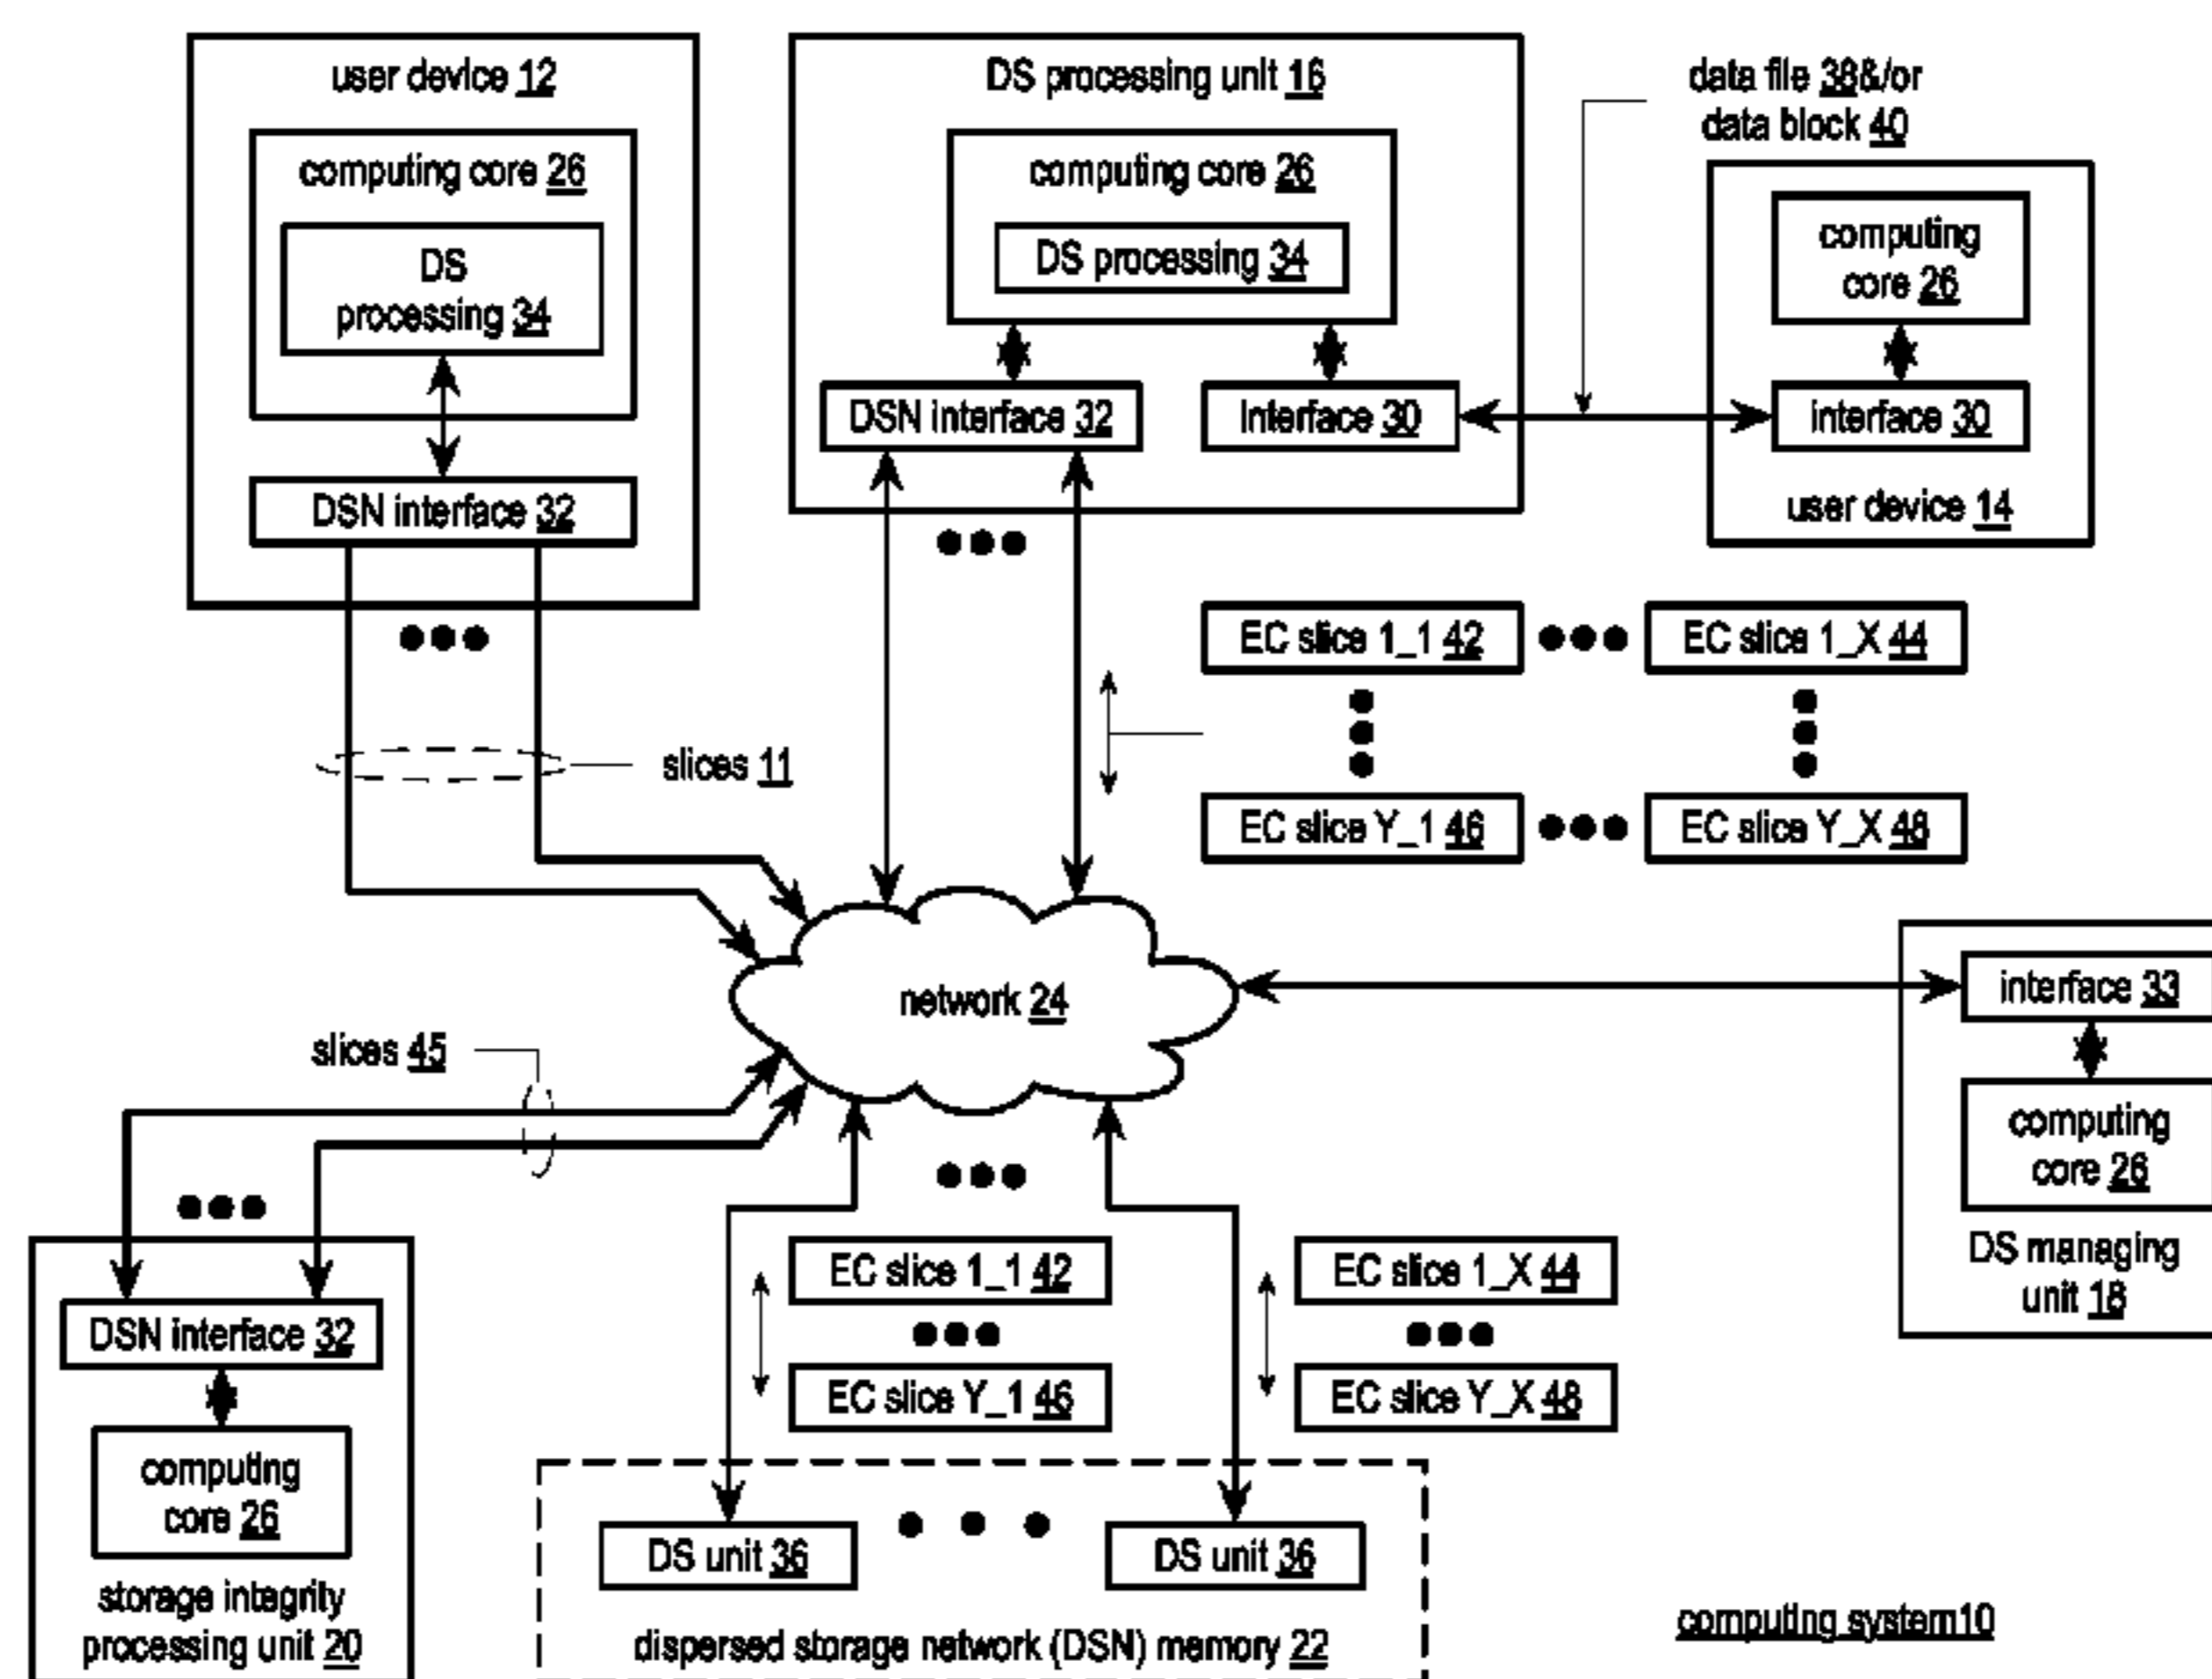 user device 12
computing core 26
DS
processing 34
DSN interface 32
DS processing unit 16
computing core 26
DS processing 34
DSN interface 32
interface 30
data file 38&/or
data block 40
computing
core 26
interface 30
user device 14
slices 11
EC slice 1_1 42
EC slice 1_X 44
EC slice Y_1 46
EC slice Y_X 48
network 24
interface 33
computing
core 26
DS managing
unit 18
slices 45
DSN interface 32
computing
core 26
storage integrity
processing unit 20
EC slice 1_1 42
EC slice Y_1 46
EC slice 1_X 44
EC slice Y_X 48
DS unit 36
DS unit 36
dispersed storage network (DSN) memory 22
computing system10